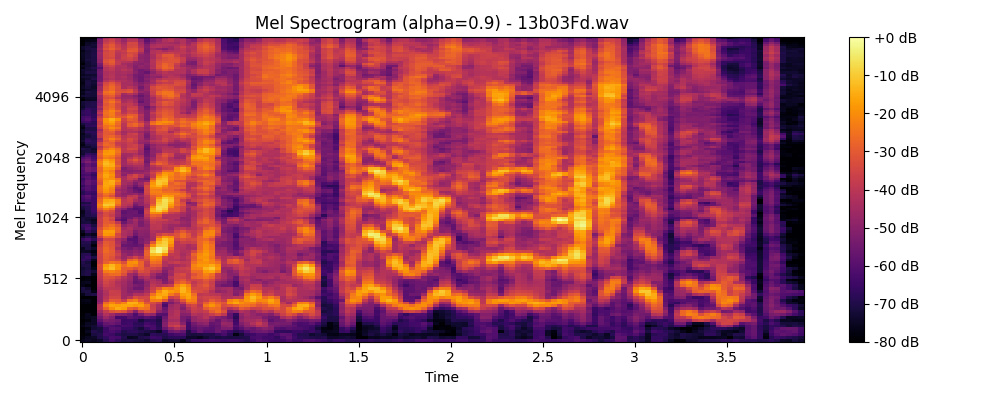 Mel Spectrogram (alpha=0.9) - 13b03Fd.wav
Mel Frequency
4096
2048
1024
512
0
0
0.5
1
1.5
2
2.5
3
3.5
Time
+0 dB
-10 dB
-20 dB
-30 dB
-40 dB
-50 dB
-60 dB
-70 dB
-80 dB